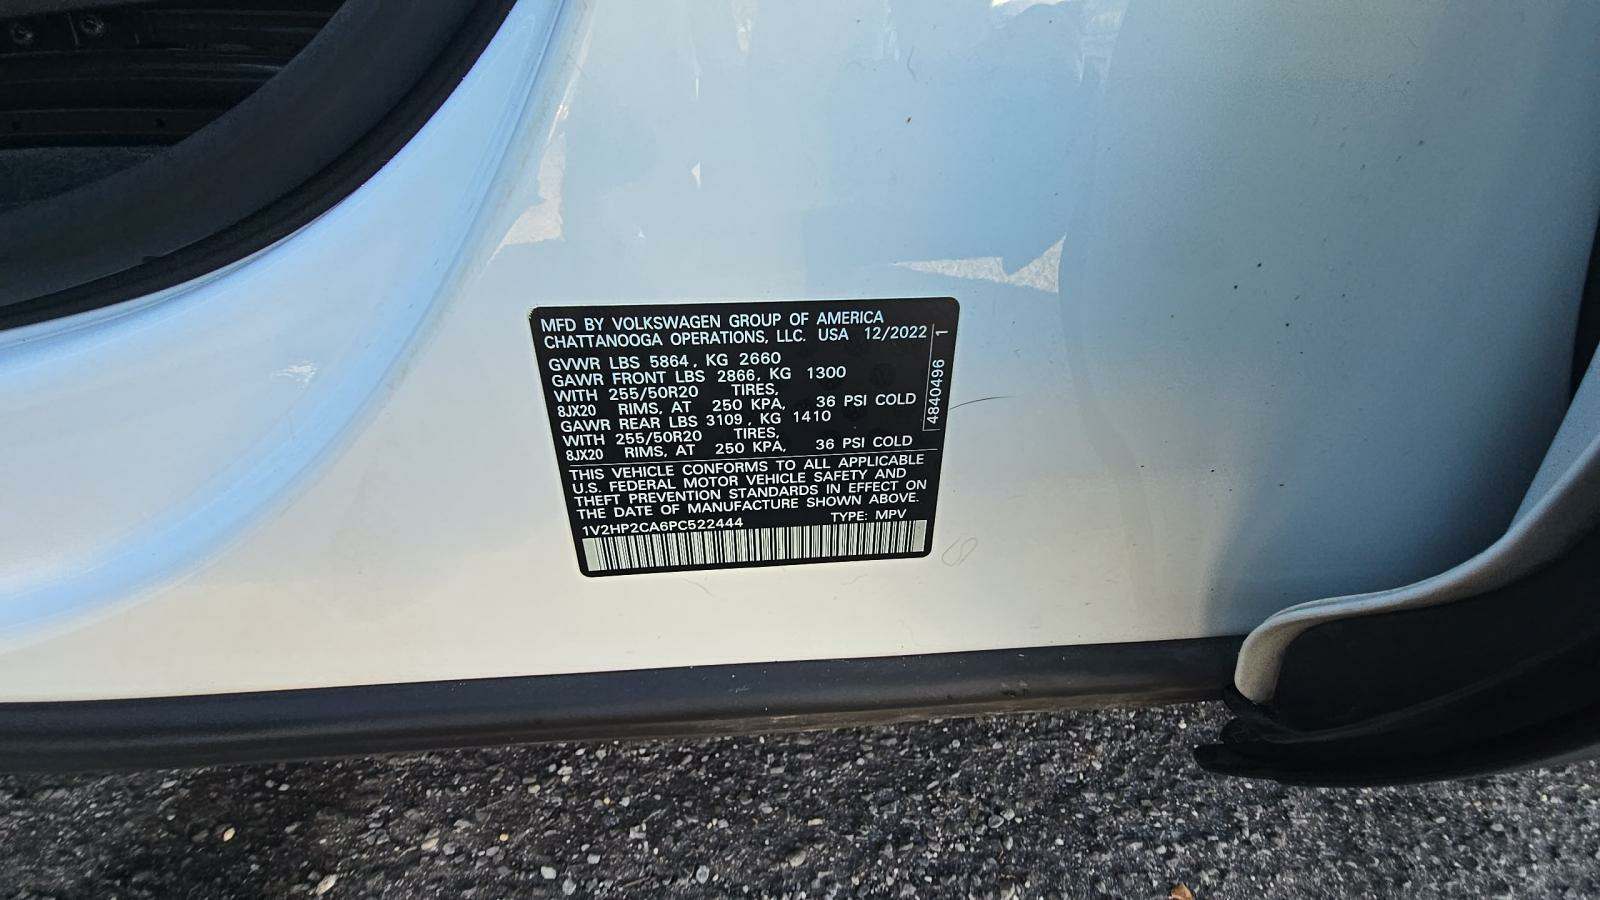 MFD BY VOLKSWAGEN GROUP OF AMERICA
CHATTANOOGA OPERATIONS, LLC. USA 12/2022
GVWR LBS 5864, KG 2660
GAWR FRONT LBS 2866, KG 1300
WITH 255/50R20 TIRES,
8JX20 RIMS, AT 250 KPA, 36 PSI COLD
GAWR REAR LBS 3109, KG 1410
WITH 255/50R20 TIRES,
8JX20 RIMS, AT 250 KPA, 36 PSI COLD
4840496 1
THIS VEHICLE CONFORMS TO ALL APPLICABLE
U.S. FEDERAL MOTOR VEHICLE SAFETY AND
THEFT PREVENTION STANDARDS IN EFFECT ON
THE DATE OF MANUFACTURE SHOWN ABOVE.
1V2HP2CA6PC522444 TYPE: MPV